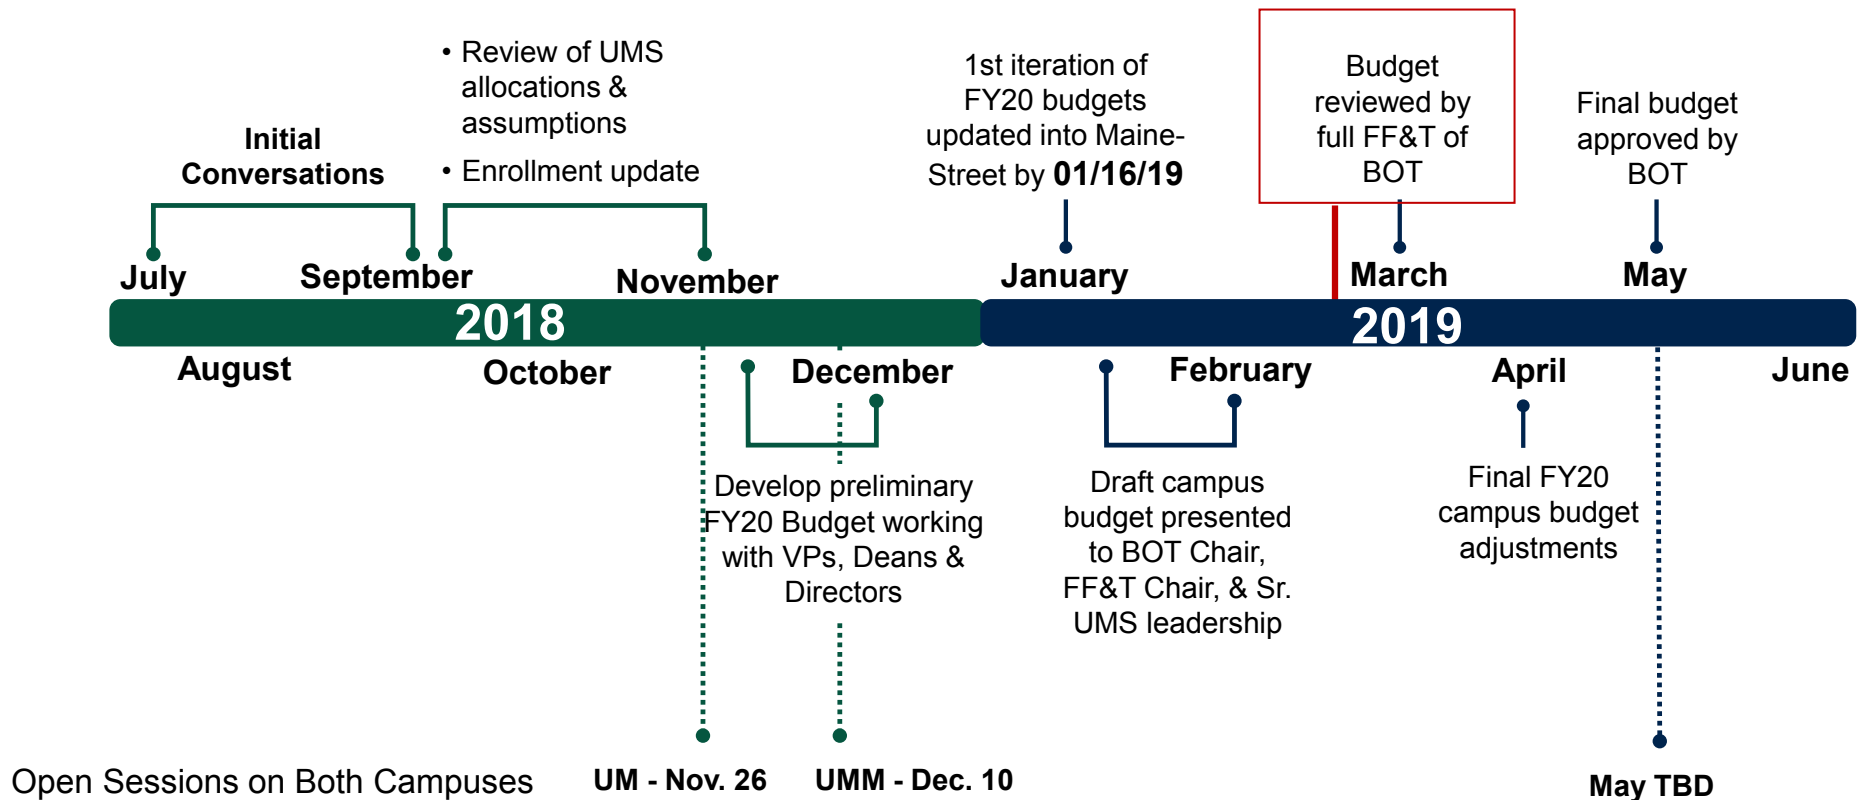 • Review of UMS
allocations &
assumptions
• Enrollment update
Initial
Conversations
1st iteration of
FY20 budgets
updated into Maine-
Street by 01/16/19
Budget
reviewed by
full FF&T of
BOT
Final budget
approved by
BOT
July
September
November
January
March
May
2018
2019
August
October
December
February
April
June
Develop preliminary
FY20 Budget working
with VPs, Deans &
Directors
Draft campus
budget presented
to BOT Chair,
FF&T Chair, & Sr.
UMS leadership
Final FY20
campus budget
adjustments
Open Sessions on Both Campuses
UM - Nov. 26
UMM - Dec. 10
May TBD